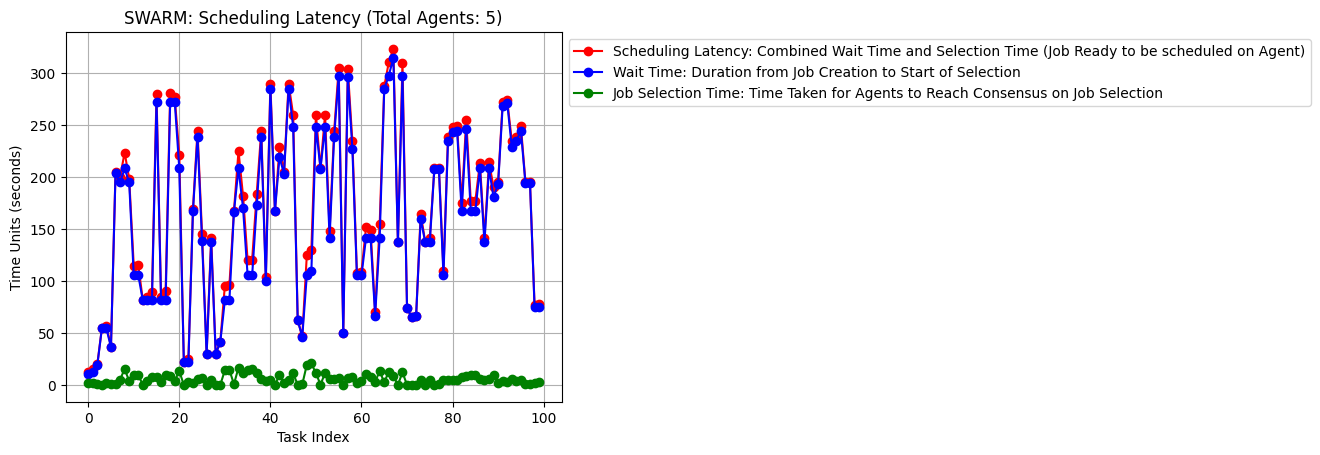 SWARM: Scheduling Latency (Total Agents: 5)
Scheduling Latency: Combined Wait Time and Selection Time (Job Ready to be scheduled on Agent)
Wait Time: Duration from Job Creation to Start of Selection
Job Selection Time: Time Taken for Agents to Reach Consensus on Job Selection
Time Units (seconds)
300
250
200
150
100
50
0
0 20 40 60 80 100
Task Index